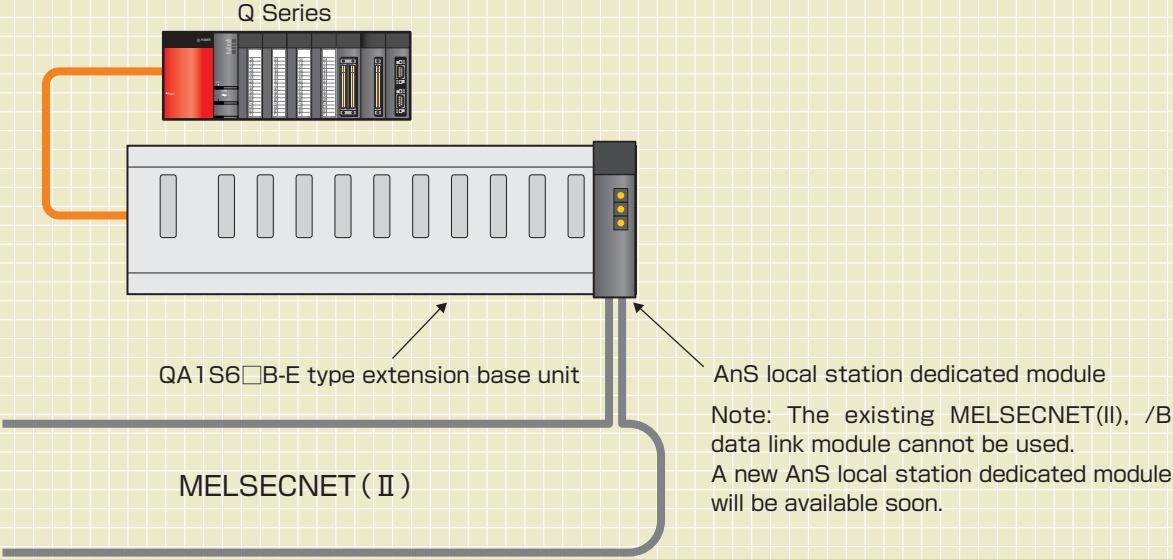 Q Series
QA1S6□B-E type extension base unit
AnS local station dedicated module
Note: The existing MELSECNET(II), /B
data link module cannot be used.
A new AnS local station dedicated module
will be available soon.
MELSECNET(Ⅱ)